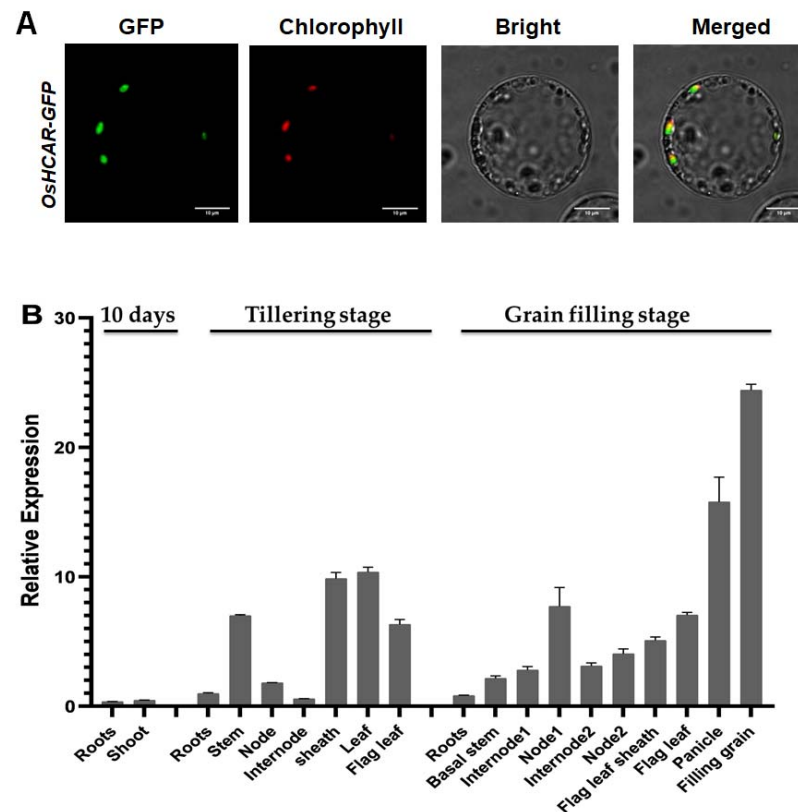 A
GFP Chlorophyll Bright Merged
OsHCAR-GFP
10 μm 10 μm 10 μm 10 μm
B
10 days Tillering stage Grain filling stage
Relative Expression
30
20
10
0
Roots
Shoot
Roots
Stem
Node
Internode
sheath
Leaf
Flag leaf
Roots
Basal stem
Internode1
Node1
Internode2
Node2
Flag leaf sheath
Flag leaf
Panicle
Filling grain